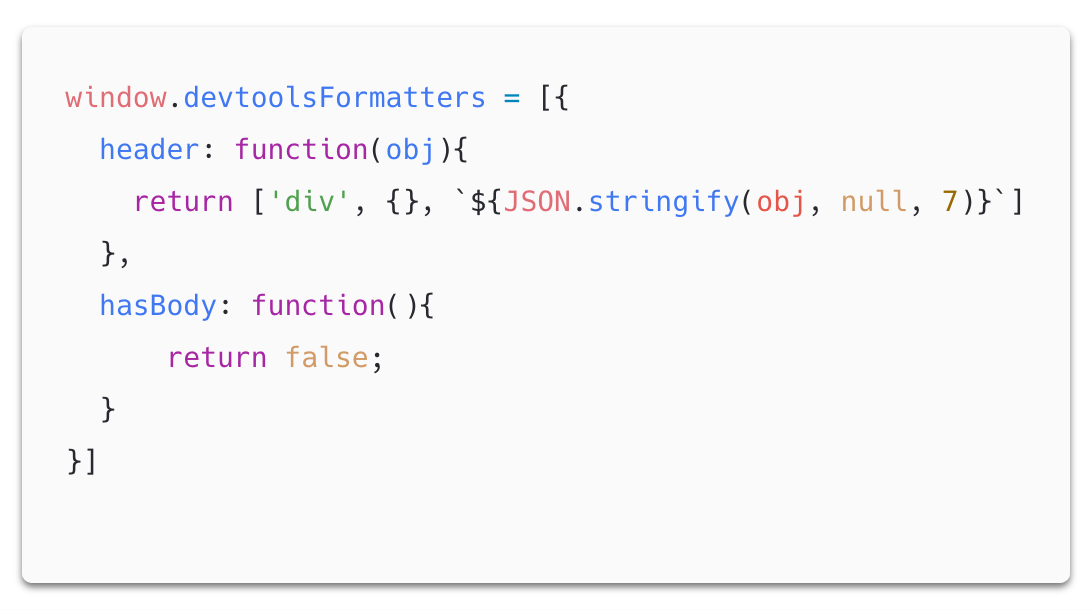 window.devtoolsFormatters = [{
  header: function(obj){
    return ['div', {}, `${JSON.stringify(obj, null, 7)}`]
  },
  hasBody: function(){
      return false;
  }
}]